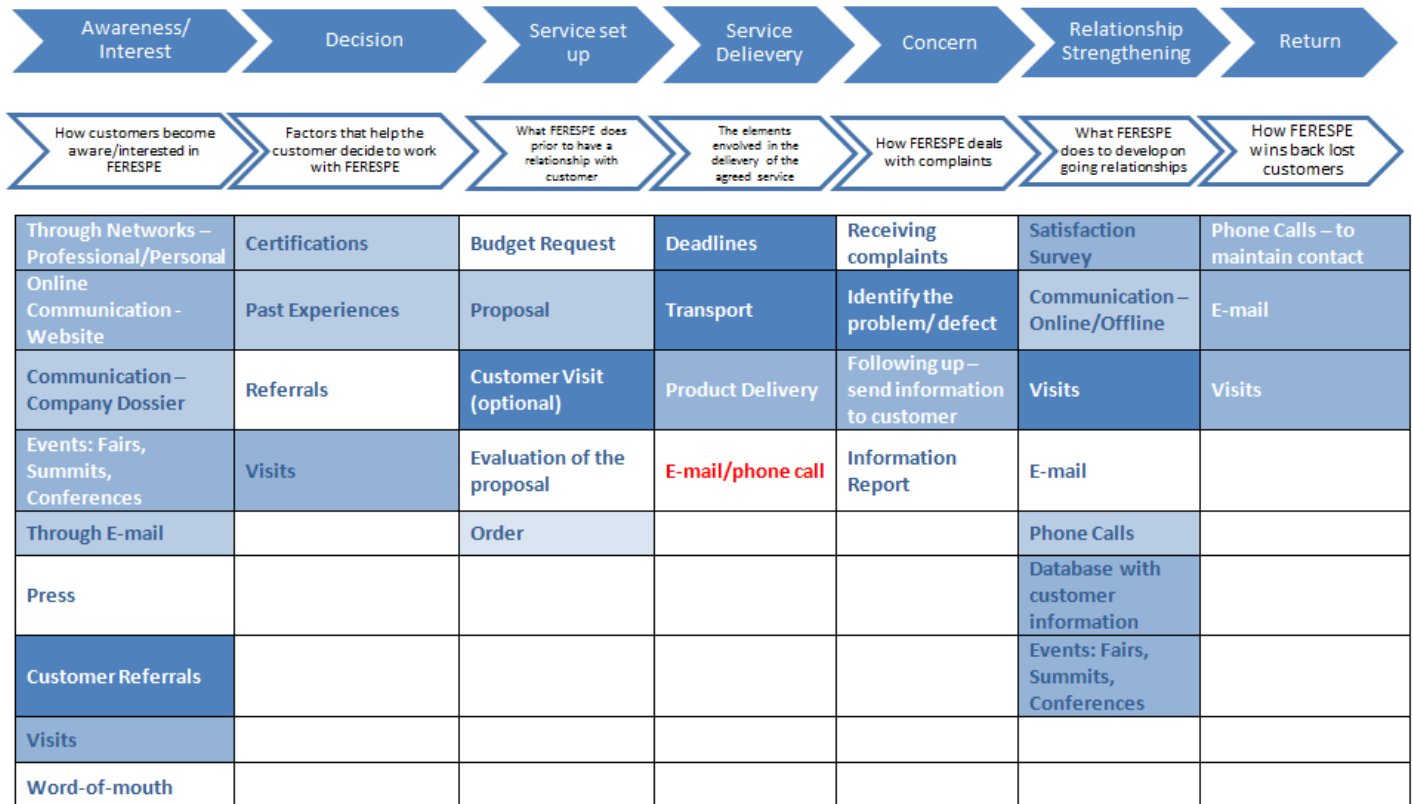 Awareness/
Interest
Decision
Service set
up
Service
Delievery
Concern
Relationship
Strengthening
Return
How customers become
aware/interested in
FERESPE
Factors that help the
customer decide to work
with FERESPE
What FERESPE does
prior to have a
relationship with
customer
The elements
envolved in the
delievery of the
agreed service
How FERESPE deals
with complaints
What FERESPE
does to develop on
going relationships
How FERESPE
wins back lost
customers
Through Networks –
Professional/Personal
Certifications
Budget Request
Deadlines
Receiving
complaints
Satisfaction
Survey
Phone Calls – to
maintain contact
Online
Communication -
Website
Past Experiences
Proposal
Transport
Identify the
problem/ defect
Communication –
Online/Offline
E-mail
Communication –
Company Dossier
Referrals
Customer Visit
(optional)
Product Delivery
Following up –
send information
to customer
Visits
Visits
Events: Fairs,
Summits,
Conferences
Visits
Evaluation of the
proposal
E-mail/phone call
Information
Report
E-mail
Through E-mail
Order
Phone Calls
Press
Database with
customer
information
Customer Referrals
Events: Fairs,
Summits,
Conferences
Visits
Word-of-mouth